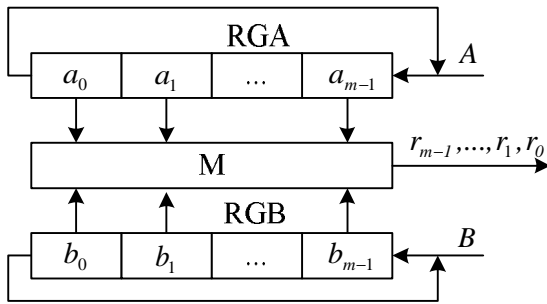 RGA
A
a₀ a₁ ... aₘ₋₁
rₘ₋₁,...,r₁,r₀
M
RGB
B
b₀ b₁ ... bₘ₋₁